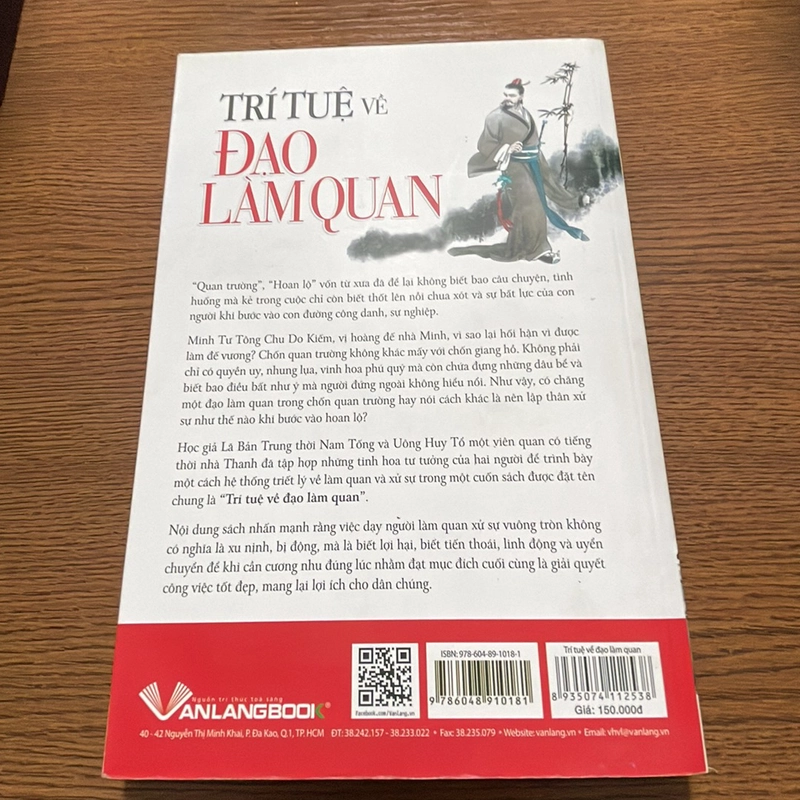 TRÍ TUỆ VỀ
ĐẠO
LÀM QUAN
"Quan trường", "Hoan lộ" vốn từ xưa đã để lại không biết bao câu chuyện, tình
huống mà kẻ trong cuộc chỉ còn biết thốt lên nỗi chua xót và sự bất lực của con
người khi bước vào con đường công danh, sự nghiệp.
Minh Tư Tông Chu Do Kiểm, vị hoàng đế nhà Minh, vì sao lại hối hận vì được
làm đế vương? Chốn quan trường không khác mấy với chốn giang hồ. Không phải
chỉ có quyền uy, nhung lụa, vinh hoa phú quý mà còn chứa đựng những dâu bể và
biết bao điều bất như ý mà người đứng ngoài không hiểu nổi. Như vậy, có chăng
một đạo làm quan trong chốn quan trường hay nói cách khác là nên lập thân xử
sự như thế nào khi bước vào hoan lộ?
Học giả Lã Bản Trung thời Nam Tống và Uông Huy Tổ một viên quan có tiếng
thời nhà Thanh đã tập hợp những tinh hoa tư tưởng của hai người để trình bày
một cách hệ thống triết lý về làm quan và xử sự trong một cuốn sách được đặt tên
chung là "Trí tuệ về đạo làm quan".
Nội dung sách nhấn mạnh rằng việc dạy người làm quan xử sự vuông tròn không
có nghĩa là xu nịnh, bị động, mà là biết lợi hại, biết tiến thoái, linh động và uyển
chuyển để khi cần cương nhu đúng lúc nhằm đạt mục đích cuối cùng là giải quyết
công việc tốt đẹp, mang lại lợi ích cho dân chúng.
Nguồn tri thức toả sáng
VANLANGBOOK
Facebook.com/VanLang.vn
ISBN: 978-604-89-1018-1
9 786048 910181
Trí tuệ về đạo làm quan
8 935074 112538
Giá: 150.000đ
40 - 42 Nguyễn Thị Minh Khai, P. Đa Kao, Q.1, TP. HCM ĐT: 38.242.157 - 38.233.022 • Fax: 38.235.079 • Website: vanlang.vn • Email: vhvl@vanlang.vn